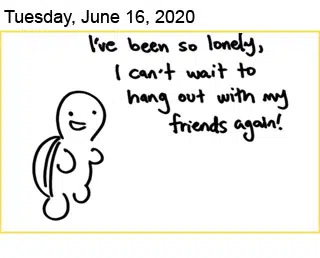 Tuesday, June 16, 2020
I've been so lonely,
I can't wait to
hang out with my
friends again!